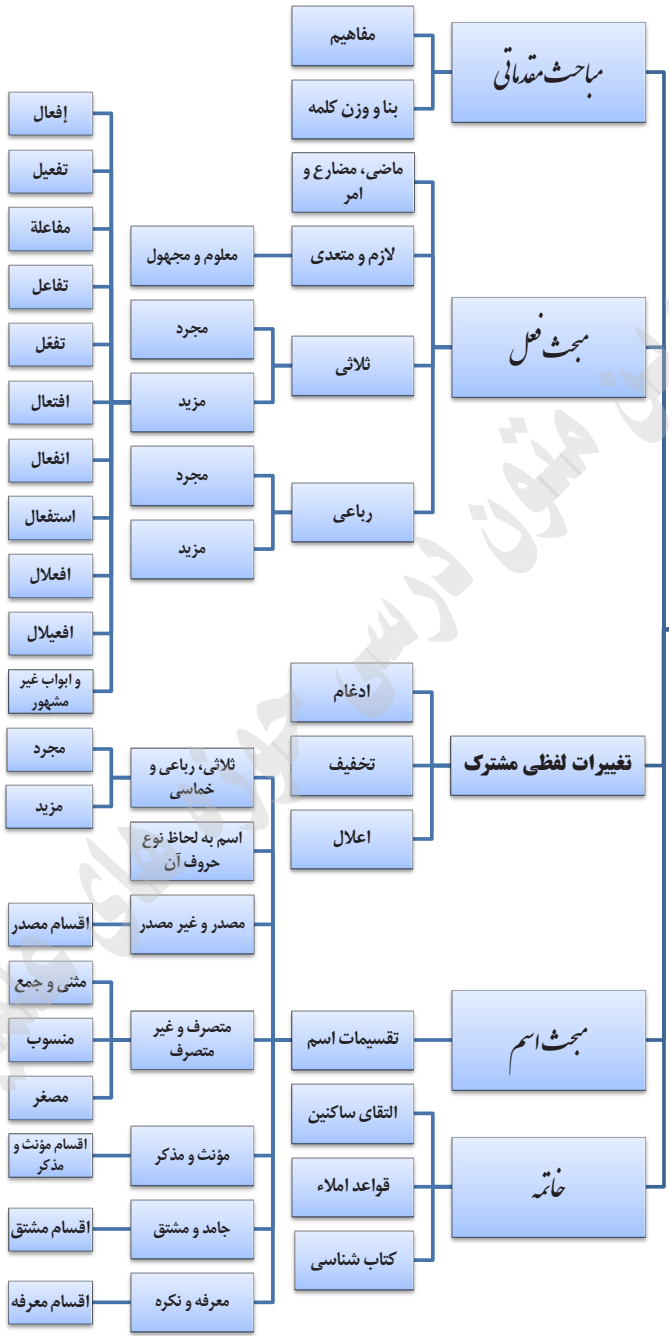 مباحث مقدماتی
مفاهیم
بنا و وزن کلمه
مبحث فعل
ماضی، مضارع و
امر
لازم و متعدی
معلوم و مجهول
ثلاثی
مجرد
مزید
إفعال
تفعیل
مفاعلة
تفاعل
تفعّل
افتعال
انفعال
استفعال
افعلال
افعیلال
و ابواب غیر
مشهور
رباعی
مجرد
مزید
تغییرات لفظی مشترک
ادغام
تخفیف
اعلال
مبحث اسم
تقسیمات اسم
ثلاثی، رباعی و
خماسی
مجرد
مزید
اسم به لحاظ نوع
حروف آن
مصدر و غیر مصدر
اقسام مصدر
متصرف و غیر
متصرف
مثنی و جمع
منسوب
مصغر
مؤنث و مذکر
اقسام مؤنث و
مذکر
جامد و مشتق
اقسام مشتق
معرفه و نکره
اقسام معرفه
خاتمه
التقای ساکنین
قواعد املاء
کتاب شناسی
متون درسی حوزه های